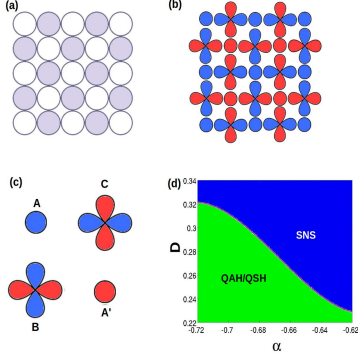 (a)
(b)
(c)
A
C
B
A'
(d)
0.34
0.32
0.3
0.28
0.26
0.24
0.22
D
SNS
QAH/QSH
-0.72 -0.7 -0.68 -0.66 -0.64 -0.62
α